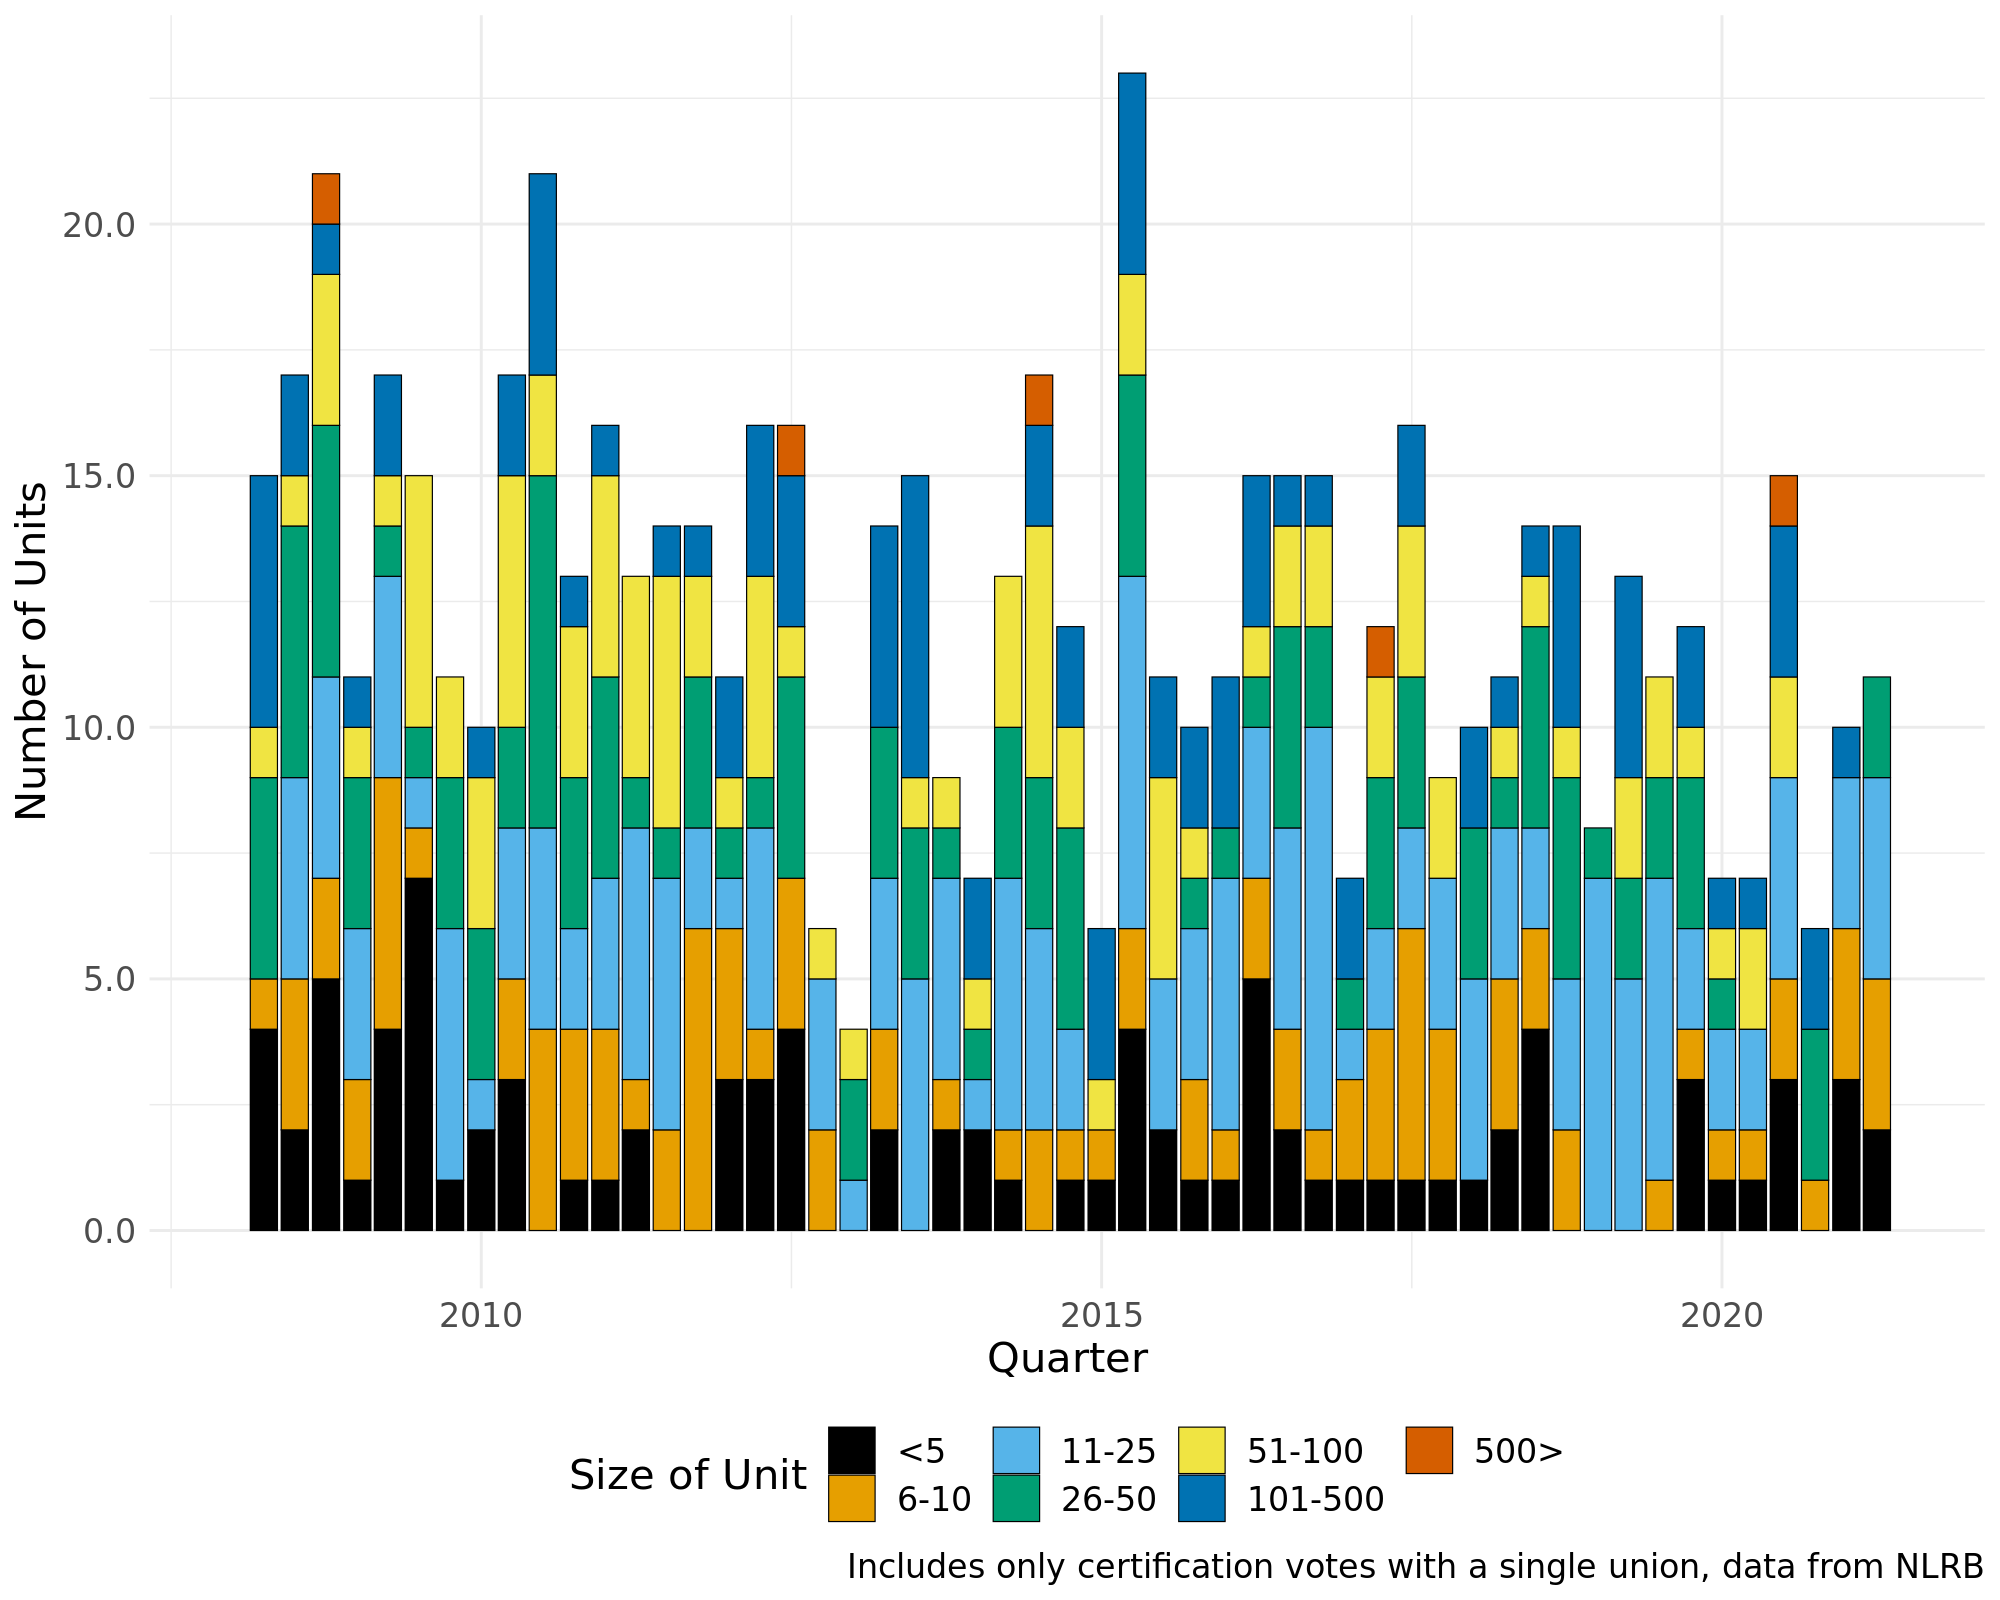 Number of Units
20.0
15.0
10.0
5.0
0.0
2010 2015 2020
Quarter
Size of Unit
<5 11-25 51-100 500>
6-10 26-50 101-500
Includes only certification votes with a single union, data from NLRB